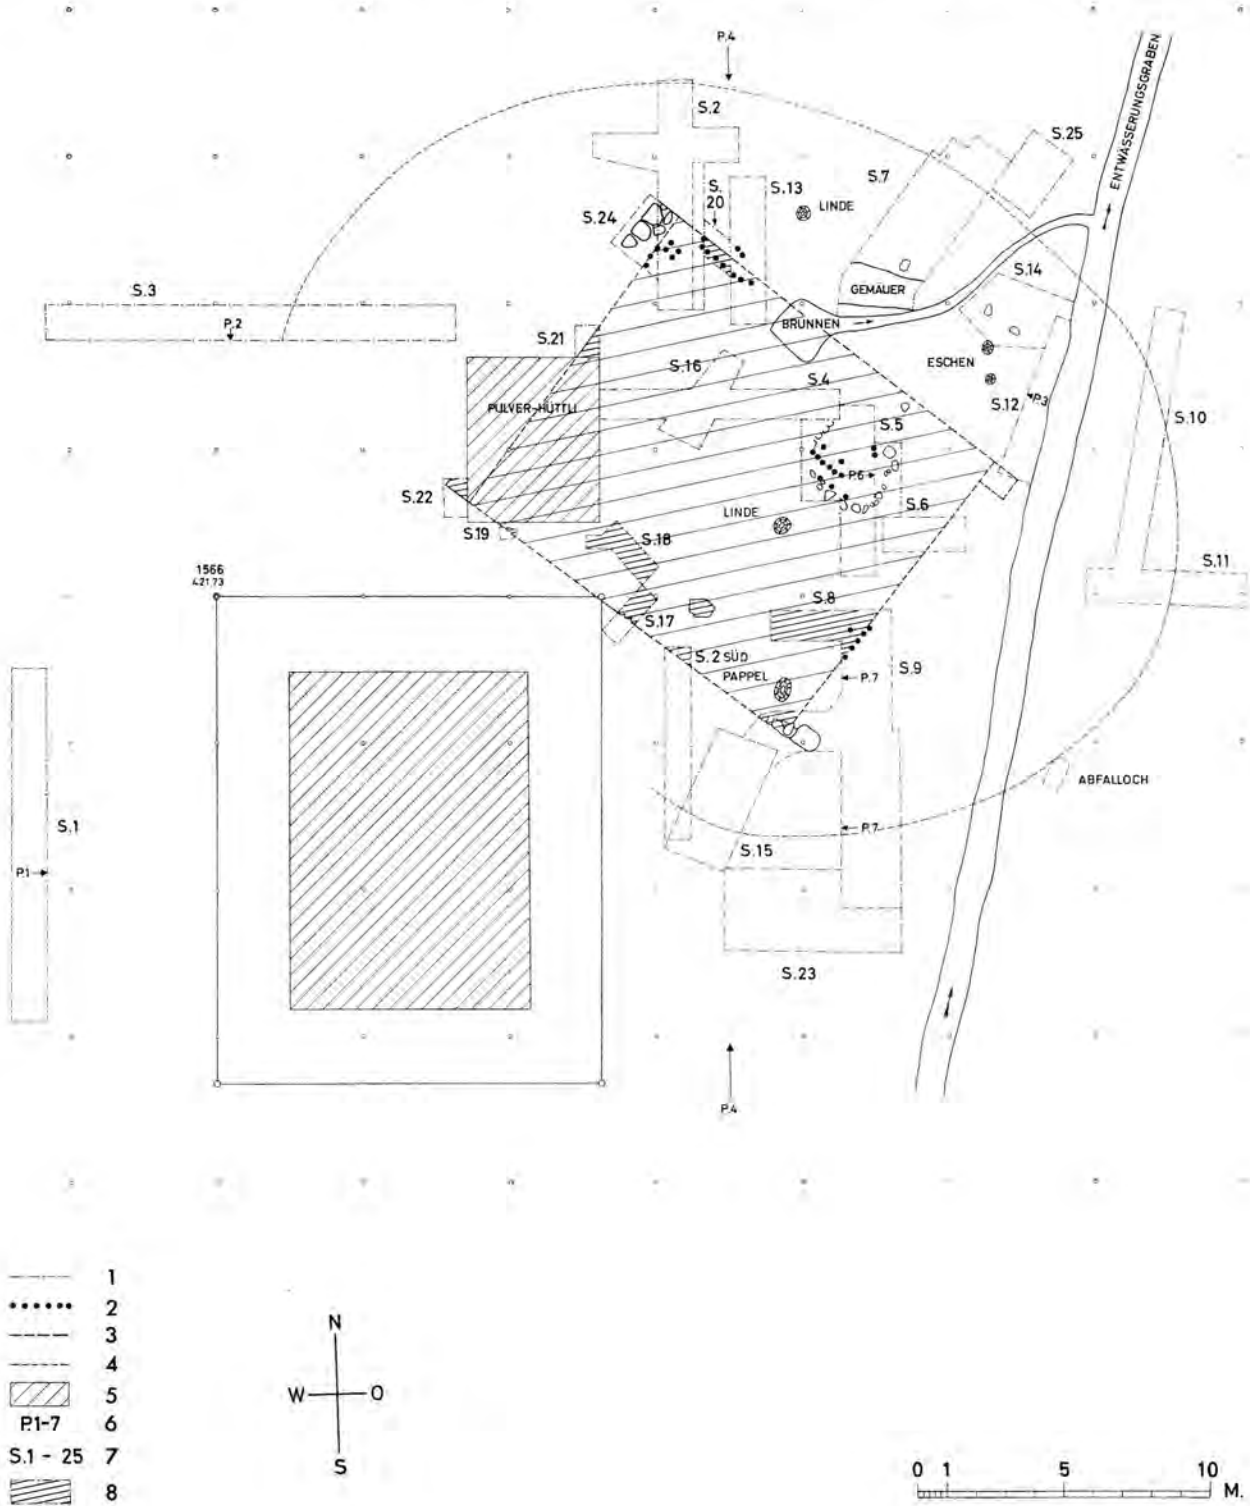 P.4
ENTWÄSSERUNGSGRABEN
S.2
S.25
S.7
S.
20
S.13
LINDE
S.24
S.14
S.3
GEMÄUER
P.2
BRUNNEN
S.21
ESCHEN
S.16
S.4
PULVER-HÜTTLI
S.12
P.3
S.10
S.5
P.6
S.22
S.6
LINDE
S.19
S.18
S.11
1566
421.73
S.8
S.17
S.2 SÜD
PAPPEL
S.9
P.7
ABFALLOCH
S.1
P.7
S.15
P.1
S.23
P.4
1
2
3
4
5
P.1-7 6
S.1 - 25 7
8
N
W O
S
0 1 5 10
M.